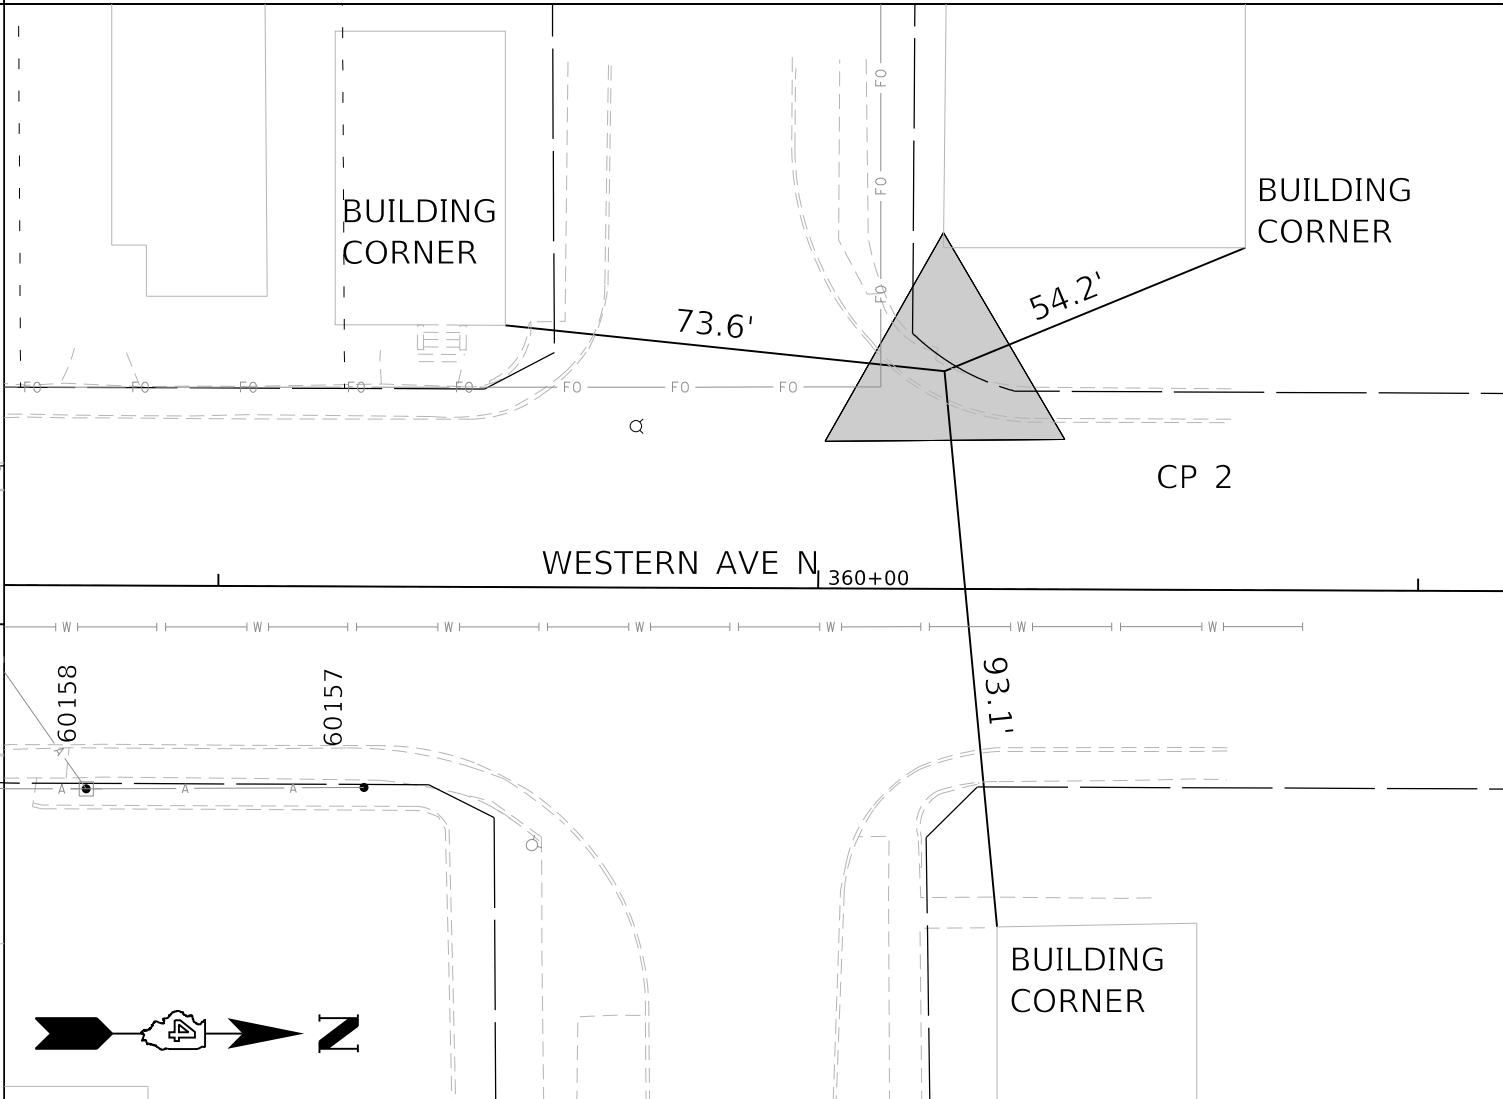 FO
FO
BUILDING
CORNER
BUILDING
CORNER
FO
54.2'
73.6'
FO FO FO FO FO FO FO FO
CP 2
WESTERN AVE N
360+00
W W W W W W W
60158
60157
93.1'
A
A A A
BUILDING
CORNER
4
N